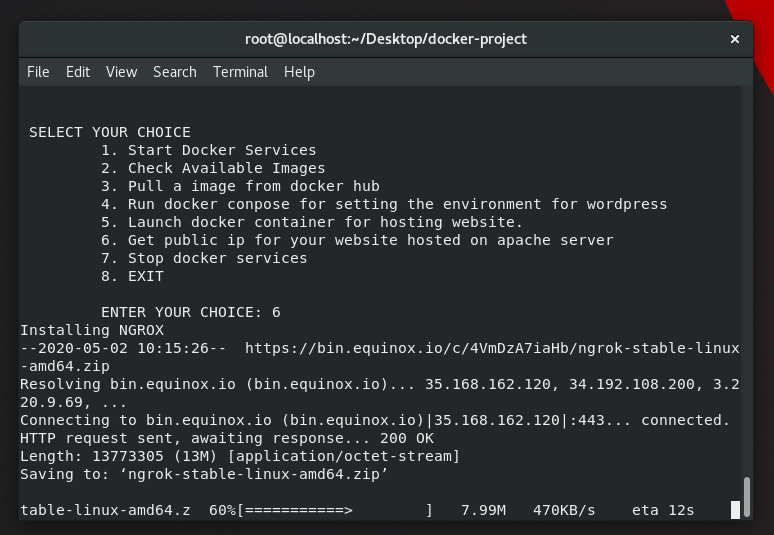 root@localhost:~/Desktop/docker-project
File Edit View Search Terminal Help
SELECT YOUR CHOICE
1. Start Docker Services
2. Check Available Images
3. Pull a image from docker hub
4. Run docker conpose for setting the environment for wordpress
5. Launch docker container for hosting website.
6. Get public ip for your website hosted on apache server
7. Stop docker services
8. EXIT
ENTER YOUR CHOICE: 6
Installing NGROX
--2020-05-02 10:15:26--  https://bin.equinox.io/c/4VmDzA7iaHb/ngrok-stable-linux
-amd64.zip
Resolving bin.equinox.io (bin.equinox.io)... 35.168.162.120, 34.192.108.200, 3.2
20.9.69, ...
Connecting to bin.equinox.io (bin.equinox.io)|35.168.162.120|:443... connected.
HTTP request sent, awaiting response... 200 OK
Length: 13773305 (13M) [application/octet-stream]
Saving to: ‘ngrok-stable-linux-amd64.zip’
table-linux-amd64.z  60%[===========>        ]   7.99M   470KB/s    eta 12s